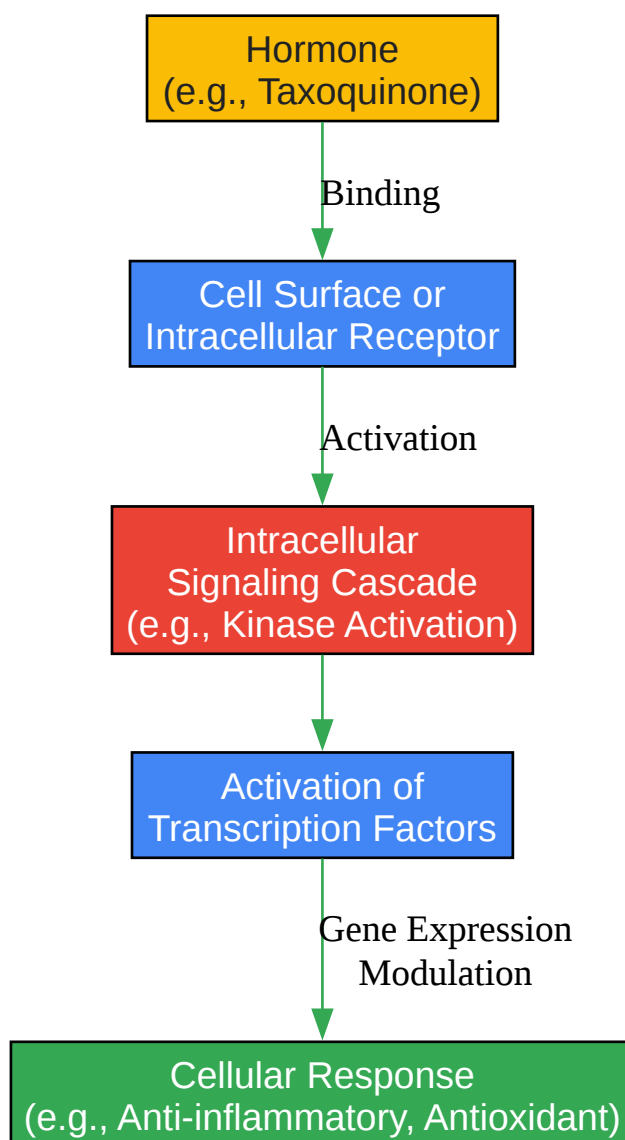 Hormone
(e.g., Taxoquinone)
Binding
Cell Surface or
Intracellular Receptor
Activation
Intracellular
Signaling Cascade
(e.g., Kinase Activation)
Activation of
Transcription Factors
Gene Expression
Modulation
Cellular Response
(e.g., Anti-inflammatory, Antioxidant)